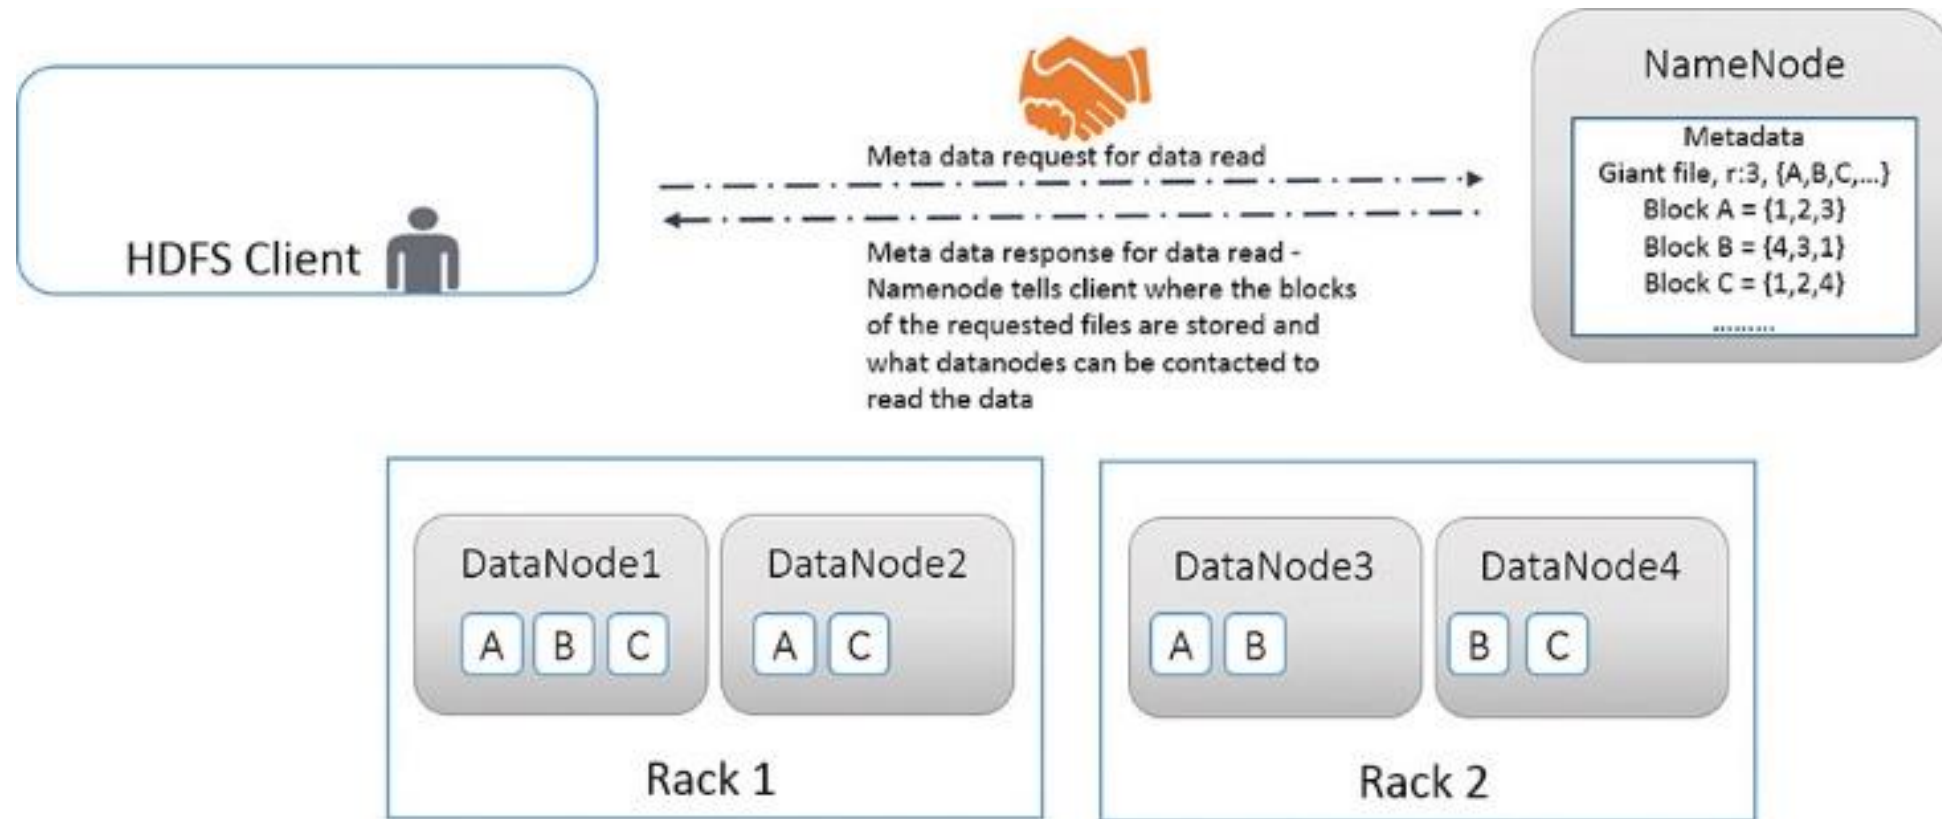 HDFS Client
Meta data request for data read
Meta data response for data read -
Namenode tells client where the blocks
of the requested files are stored and
what datanodes can be contacted to
read the data
NameNode
Metadata
Giant file, r:3, {A,B,C,...}
Block A = {1,2,3}
Block B = {4,3,1}
Block C = {1,2,4}
.........
DataNode1
A B C
DataNode2
A C
Rack 1
DataNode3
A B
DataNode4
B C
Rack 2